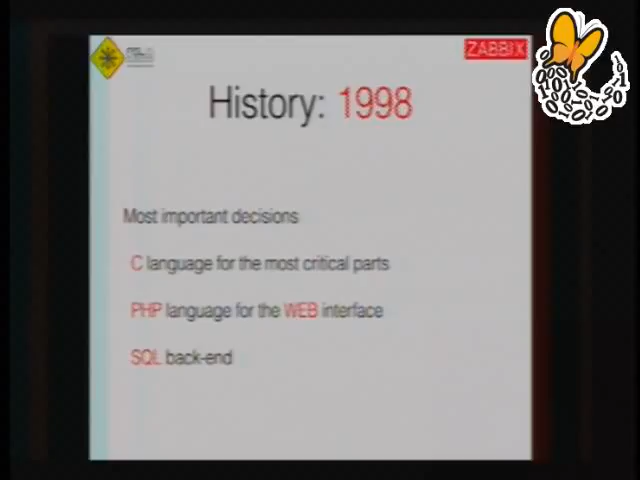 ZABBIX
History: 1998
Most important decisions
C language for the most critical parts
PHP language for the WEB interface
SQL back-end